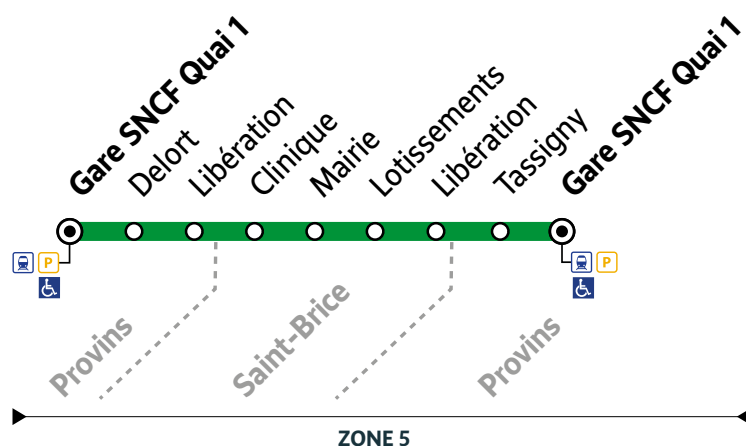 Gare SNCF Quai 1
Delort
Libération
Clinique
Mairie
Lotissements
Libération
Tassigny
Gare SNCF Quai 1
P
P
Provins
Saint-Brice
Provins
ZONE 5